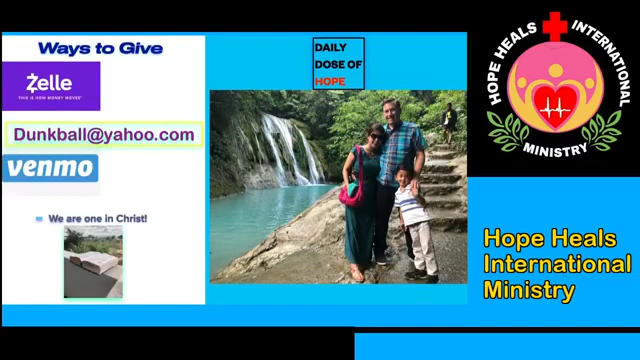 Ways to Give
Zelle
THIS IS HOW MONEY MOVES®
Dunkball@yahoo.com
venmo
We are one in Christ!
DAILY
DOSE OF
HOPE
HOPE HEALS INTERNATIONAL
MINISTRY
Hope Heals
International
Ministry